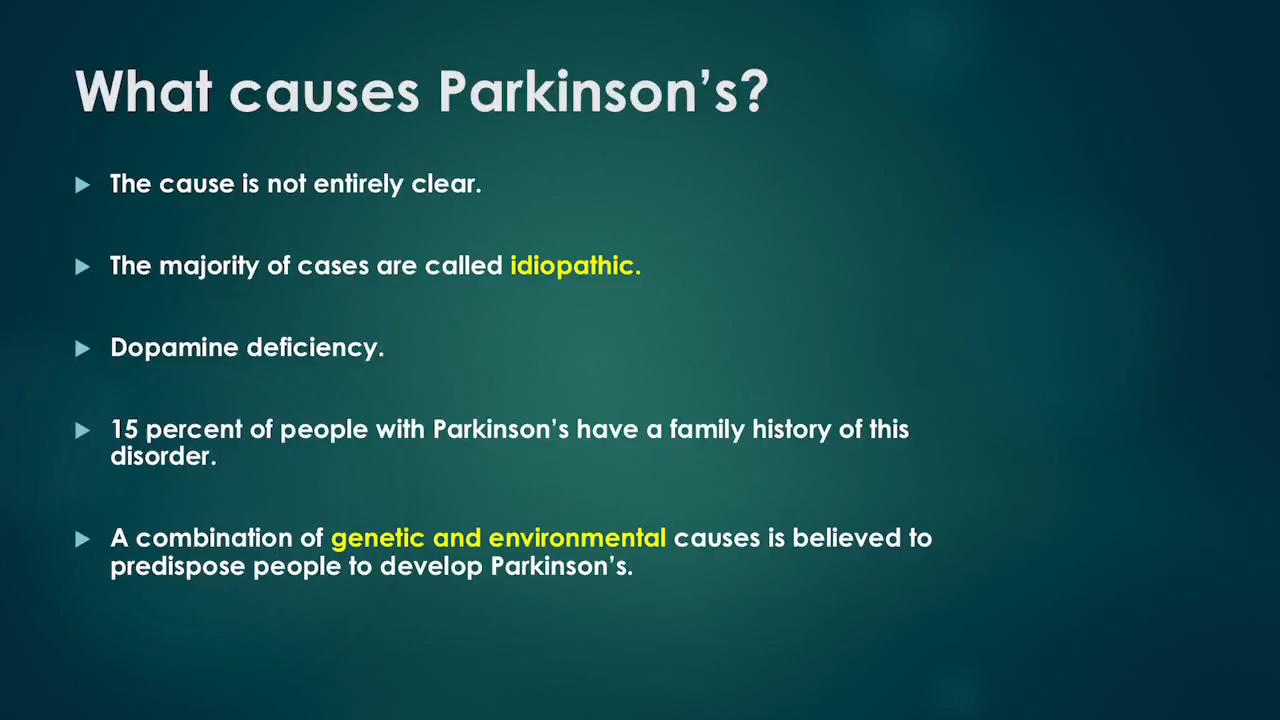 What causes Parkinson’s?
The cause is not entirely clear.
The majority of cases are called idiopathic.
Dopamine deficiency.
15 percent of people with Parkinson’s have a family history of this
disorder.
A combination of genetic and environmental causes is believed to
predispose people to develop Parkinson’s.